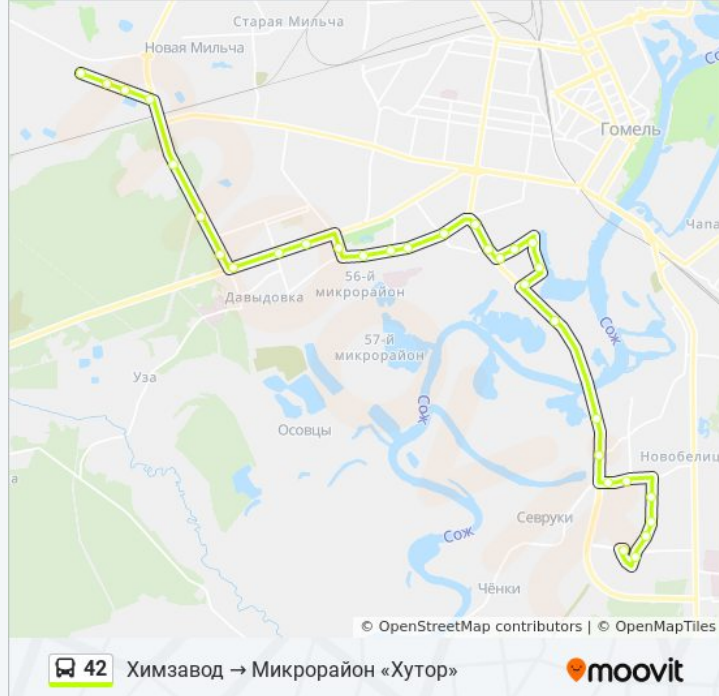 Старая Мильча
Новая Мильча
Со
Гомель
Чапа
56-й
микрорайон
Давыдовка
57-й
микрорайон
Сож
Уза
Сож
Осовцы
Новобелиц
а
Севруки
Сож
Чёнки
© OpenStreetMap contributors | © OpenMapTiles
42 Химзавод → Микрорайон «Хутор»
moovit